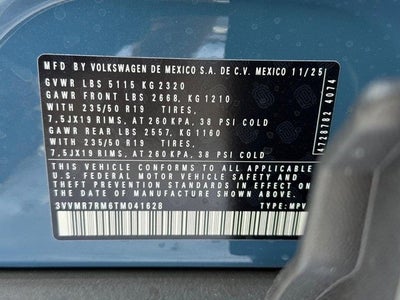 MFD BY VOLKSWAGEN DE MEXICO S.A. DE C.V. MEXICO 11/25
GVWR LBS 5115 KG 2320
GAWR FRONT LBS 2668, KG 1210
WITH 235/50 R19 TIRES,
7,5JX19 RIMS, AT 260 KPA, 38 PSI COLD
GAWR REAR LBS 2557, KG 1160
WITH 235/50 R19 TIRES,
7,5JX19 RIMS, AT 260 KPA, 38 PSI COLD
THIS VEHICLE CONFORMS TO ALL APPLICABLE
U.S. FEDERAL MOTOR VEHICLE SAFETY AND
THEFT PREVENTION STANDARDS IN EFFECT ON
THE DATE OF MANUFACTURE SHOWN ABOVE
3VVMR7RM6TM041628 TYPE: MPV
4728782 4074